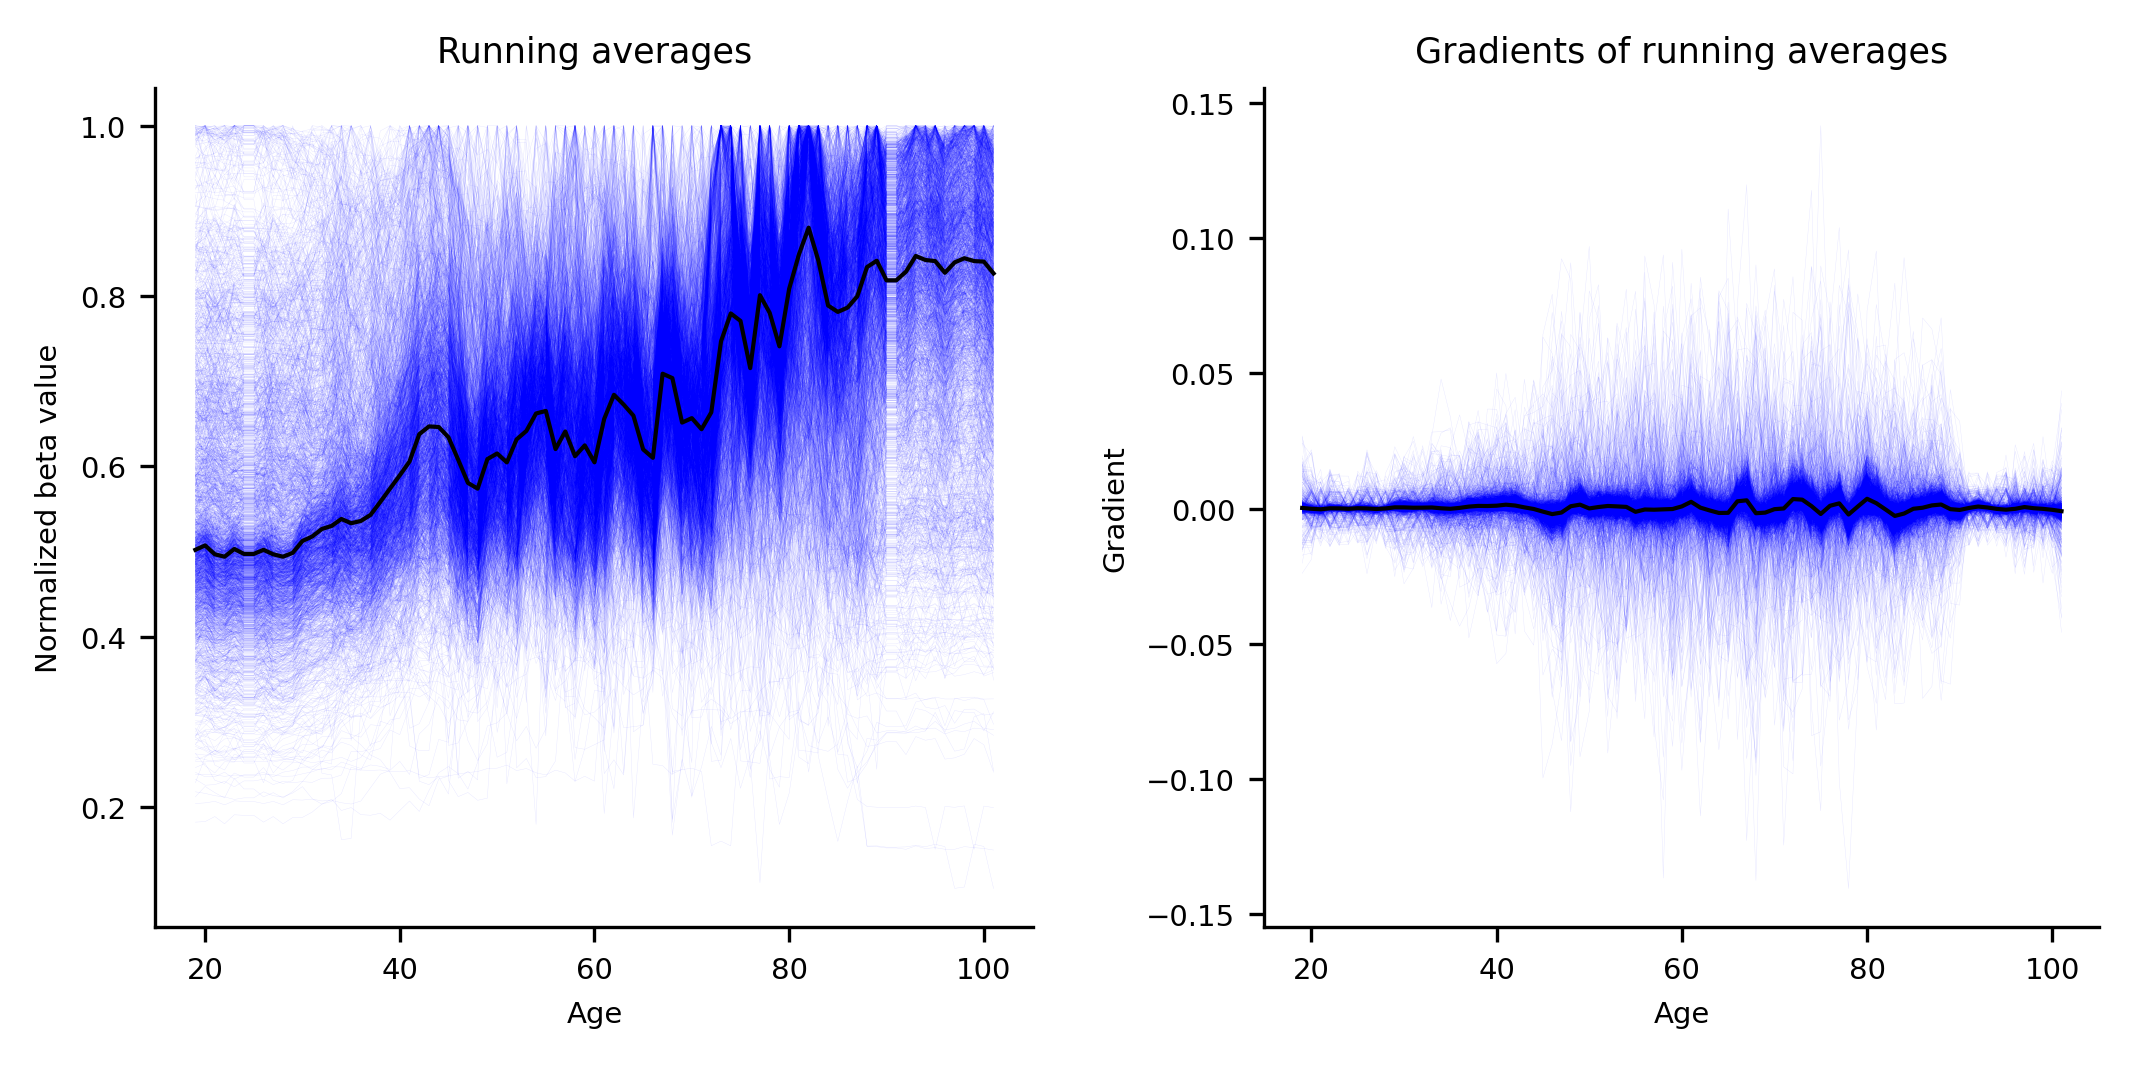 Running averages
Normalized beta value
1.0
0.8
0.6
0.4
0.2
20 40 60 80 100
Age
Gradients of running averages
Gradient
0.15
0.10
0.05
0.00
−0.05
−0.10
−0.15
20 40 60 80 100
Age